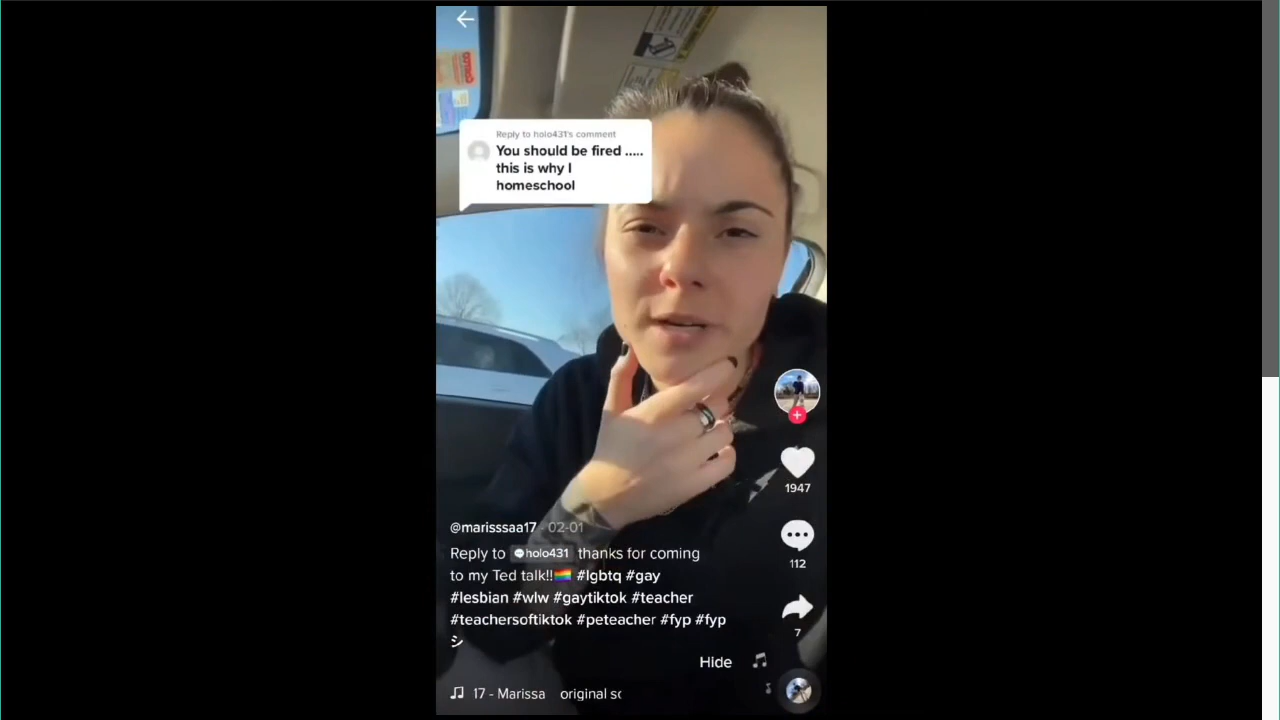 Reply to holo431's comment
You should be fired .....
this is why I
homeschool
1947
112
7
@marisssaa17 · 02-01
Reply to holo431 thanks for coming
to my Ted talk!!🏳️‍🌈 #lgbtq #gay
#lesbian #wlw #gaytiktok #teacher
#teachersoftiktok #peteacher #fyp #fyp
シ
Hide
17 - Marissa original so